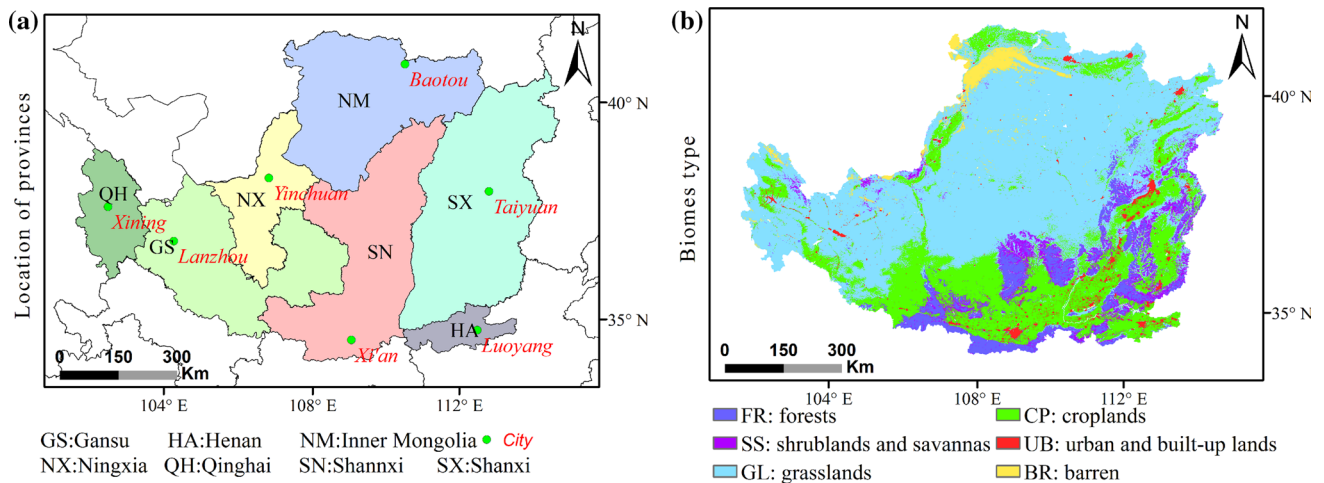 (a)
Location of provinces
N
NM
Baotou
40° N
QH
Xining
NX
Yinchuan
SX
Taiyuan
GS
Lanzhou
SN
35° N
HA
Luoyang
Xi'an
0 150 300
Km
104° E 108° E 112° E
GS:Gansu HA:Henan NM:Inner Mongolia City
NX:Ningxia QH:Qinghai SN:Shannxi SX:Shanxi
(b)
Biomes type
N
40° N
35° N
0 150 300
Km
104° E 108° E 112° E
FR: forests CP: croplands
SS: shrublands and savannas UB: urban and built-up lands
GL: grasslands BR: barren